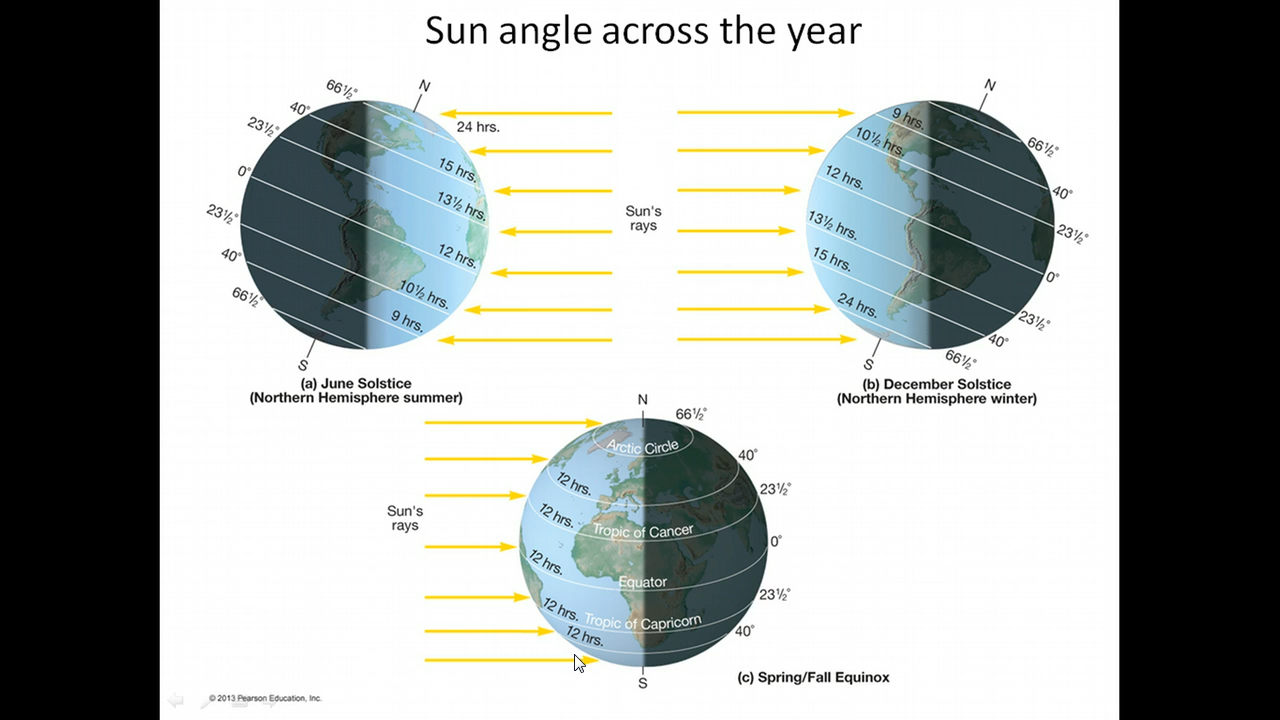 Sun angle across the year
N
66½°
40°
23½°
0°
23½°
40°
66½°
24 hrs.
15 hrs.
13½ hrs.
12 hrs.
10½ hrs.
9 hrs.
S
(a) June Solstice
(Northern Hemisphere summer)
Sun's
rays
N
9 hrs.
10½ hrs.
12 hrs.
13½ hrs.
15 hrs.
24 hrs.
66½°
40°
23½°
0°
23½°
40°
66½°
S
(b) December Solstice
(Northern Hemisphere winter)
N
66½°
Arctic Circle
40°
12 hrs.
23½°
12 hrs.
Tropic of Cancer
Sun's
rays
0°
12 hrs.
Equator
23½°
12 hrs.
Tropic of Capricorn
40°
12 hrs.
S
(c) Spring/Fall Equinox
© 2013 Pearson Education, Inc.